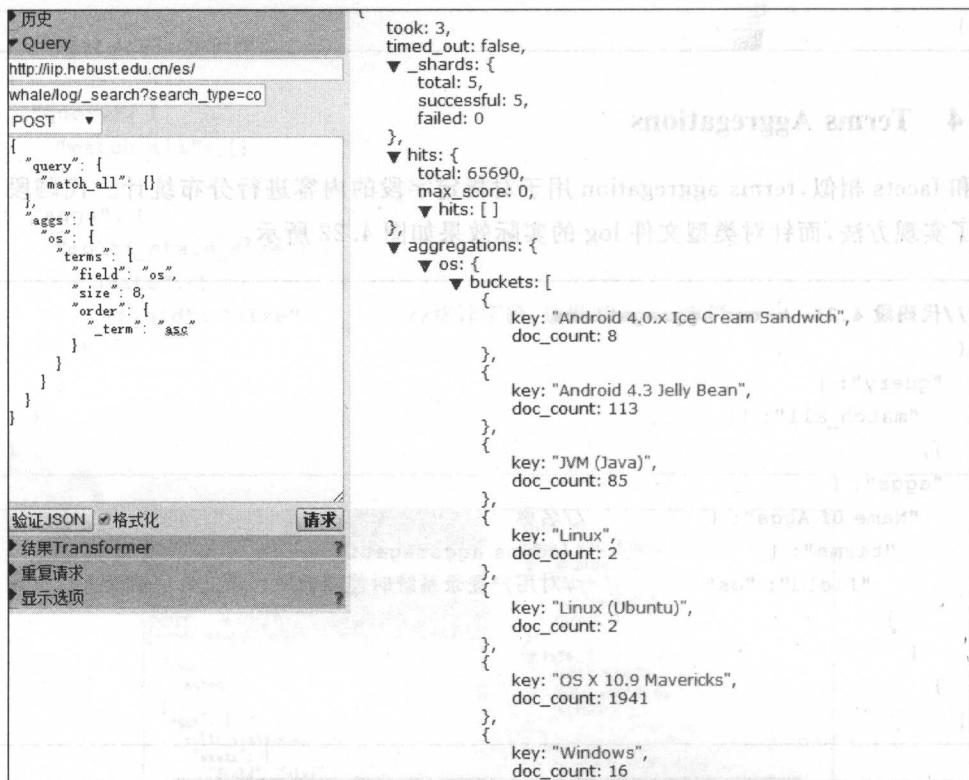 历史
Query
http://iip.hebust.edu.cn/es/
whale/log/_search?search_type=co
POST
{
"query": {
"match_all": {}
},
"aggs": {
"os": {
"terms": {
"field": "os",
"size": 8,
"order": {
"_term": "asc"
}
}
}
}
}
验证JSON 格式化 请求
结果Transformer ?
重复请求
显示选项 ?
{
took: 3,
timed_out: false,
_shards: {
total: 5,
successful: 5,
failed: 0
},
hits: {
total: 65690,
max_score: 0,
hits: [ ]
},
aggregations: {
os: {
buckets: [
{
key: "Android 4.0.x Ice Cream Sandwich",
doc_count: 8
},
{
key: "Android 4.3 Jelly Bean",
doc_count: 113
},
{
key: "JVM (Java)",
doc_count: 85
},
{
key: "Linux",
doc_count: 2
},
{
key: "Linux (Ubuntu)",
doc_count: 2
},
{
key: "OS X 10.9 Mavericks",
doc_count: 1941
},
{
key: "Windows",
doc_count: 16